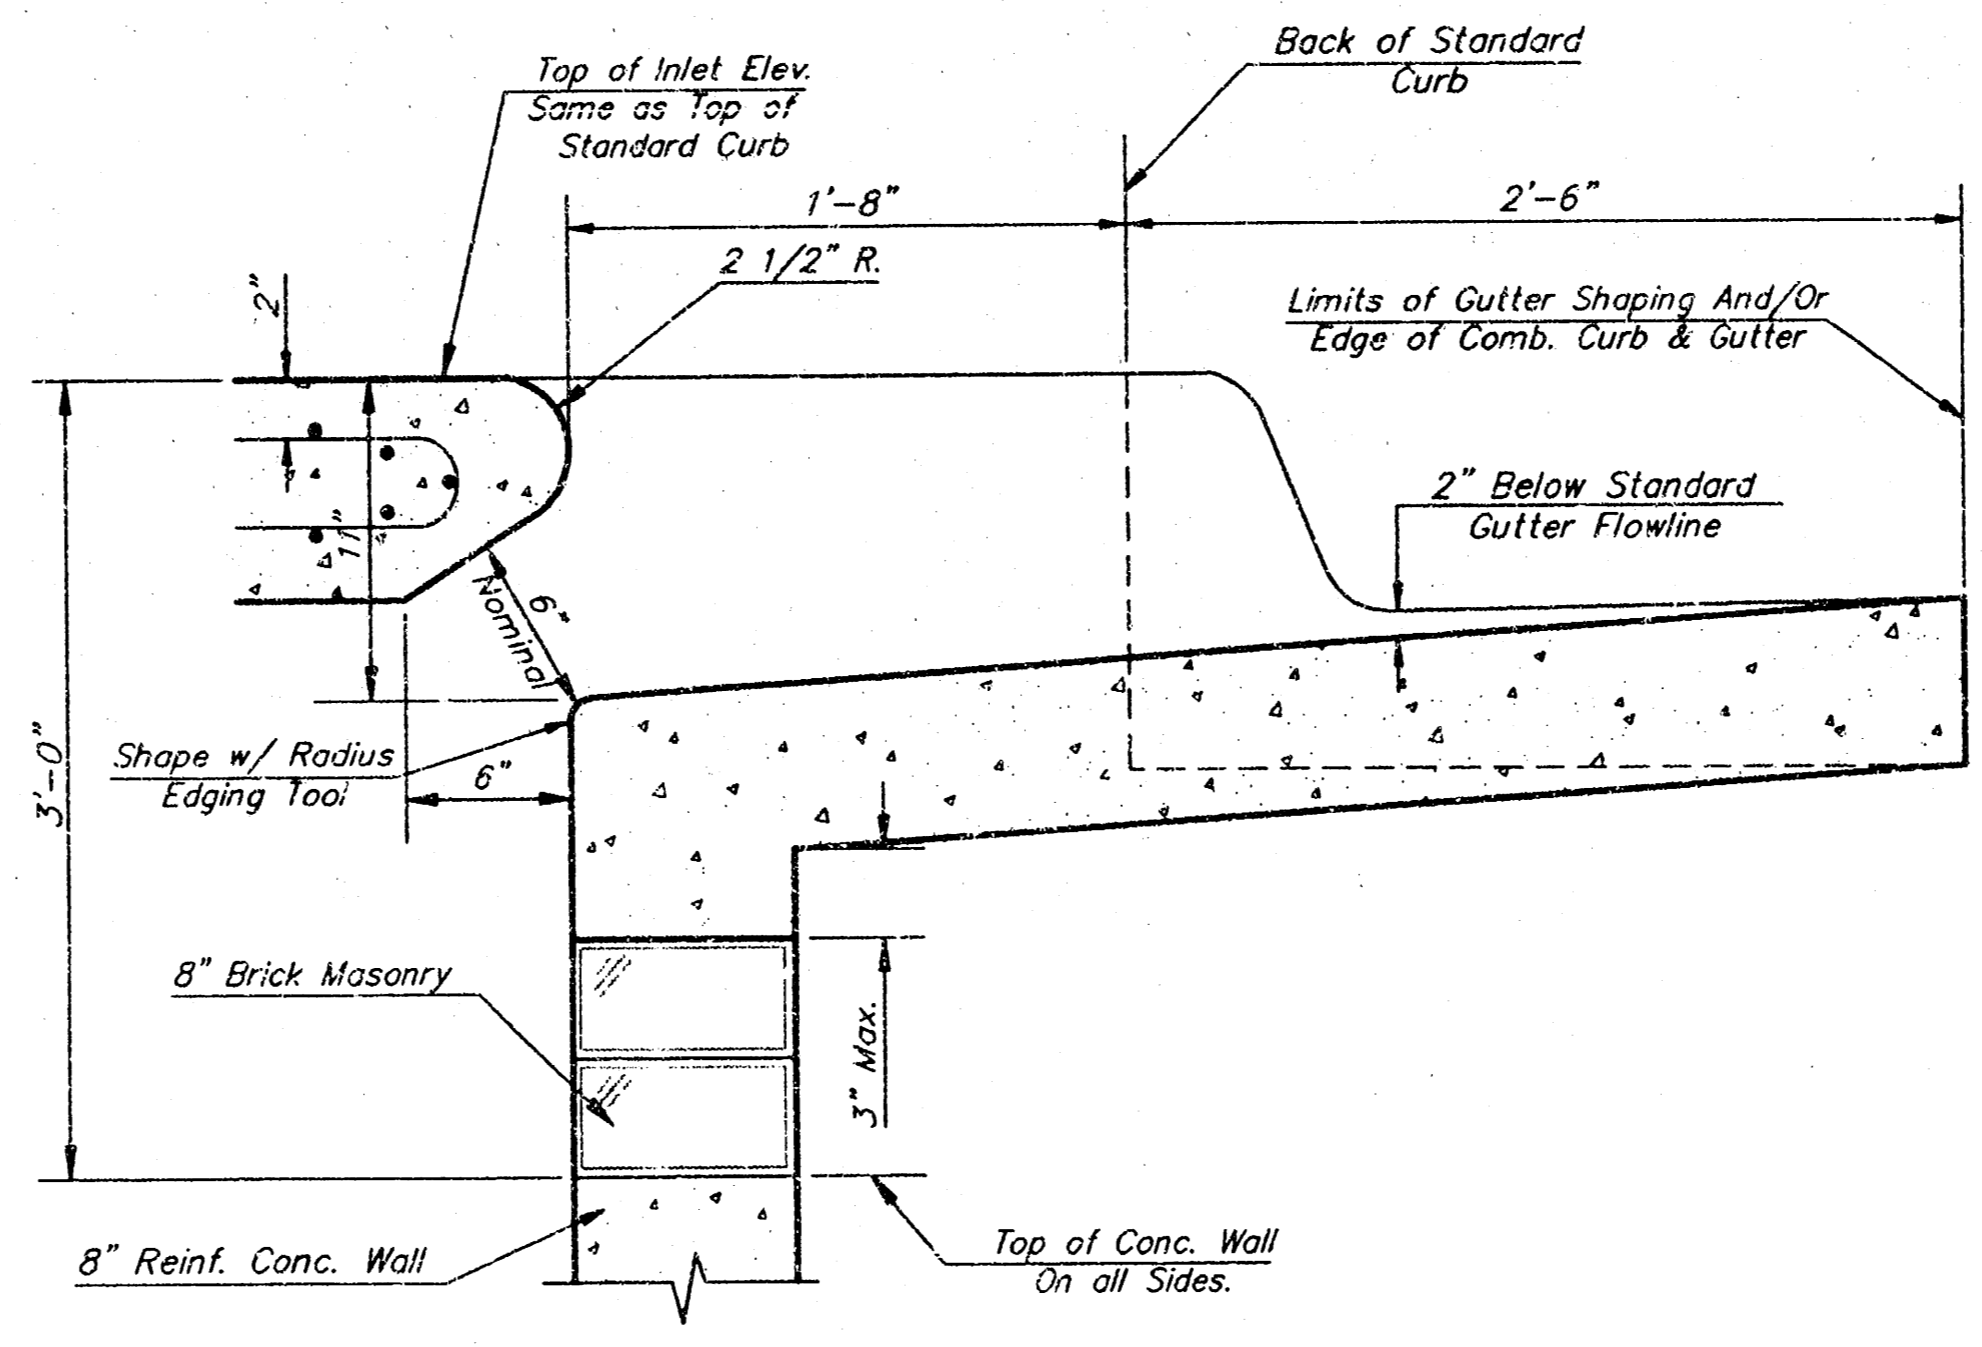 Back of Standard
Curb
Top of Inlet Elev.
Same as Top of
Standard Curb
1'-8"
2'-6"
2 1/2" R.
2"
Limits of Gutter Shaping And/Or
Edge of Comb. Curb & Gutter
2" Below Standard
Gutter Flowline
11"
6"
Nominal
3'-0"
Shape w/ Radius
Edging Tool
6"
8" Brick Masonry
3" Max.
8" Reinf. Conc. Wall
Top of Conc. Wall
On all Sides.